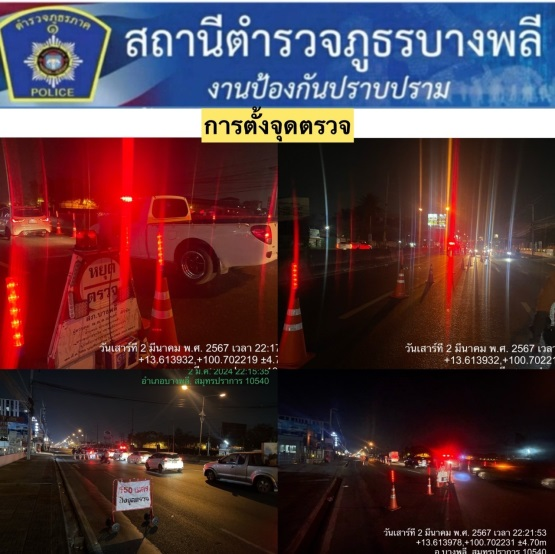 ตำรวจภูธรภาค
๑
POLICE
สถานีตำรวจภูธรบางพลี
งานป้องกันปราบปราม
การตั้งจุดตรวจ
หยุด
ตรวจ
วันเสาร์ที่ 2 มีนาคม พ.ศ. 2567 เวลา 22:17
+13.613932,+100.702219 ±4.7
วันเสาร์ที่ 2 มีนาคม พ.ศ. 2567 เวลา
+13.613932,+100.702219
2 มี.ค. 2024 22:15:35
อำเภอบางพลี, สมุทรปราการ 10540
150 เมตร
วันเสาร์ที่ 2 มีนาคม พ.ศ. 2567 เวลา 22:21:53
+13.613978,+100.702231 ±4.70m
อ.บางพลี, สมุทรปราการ 10540